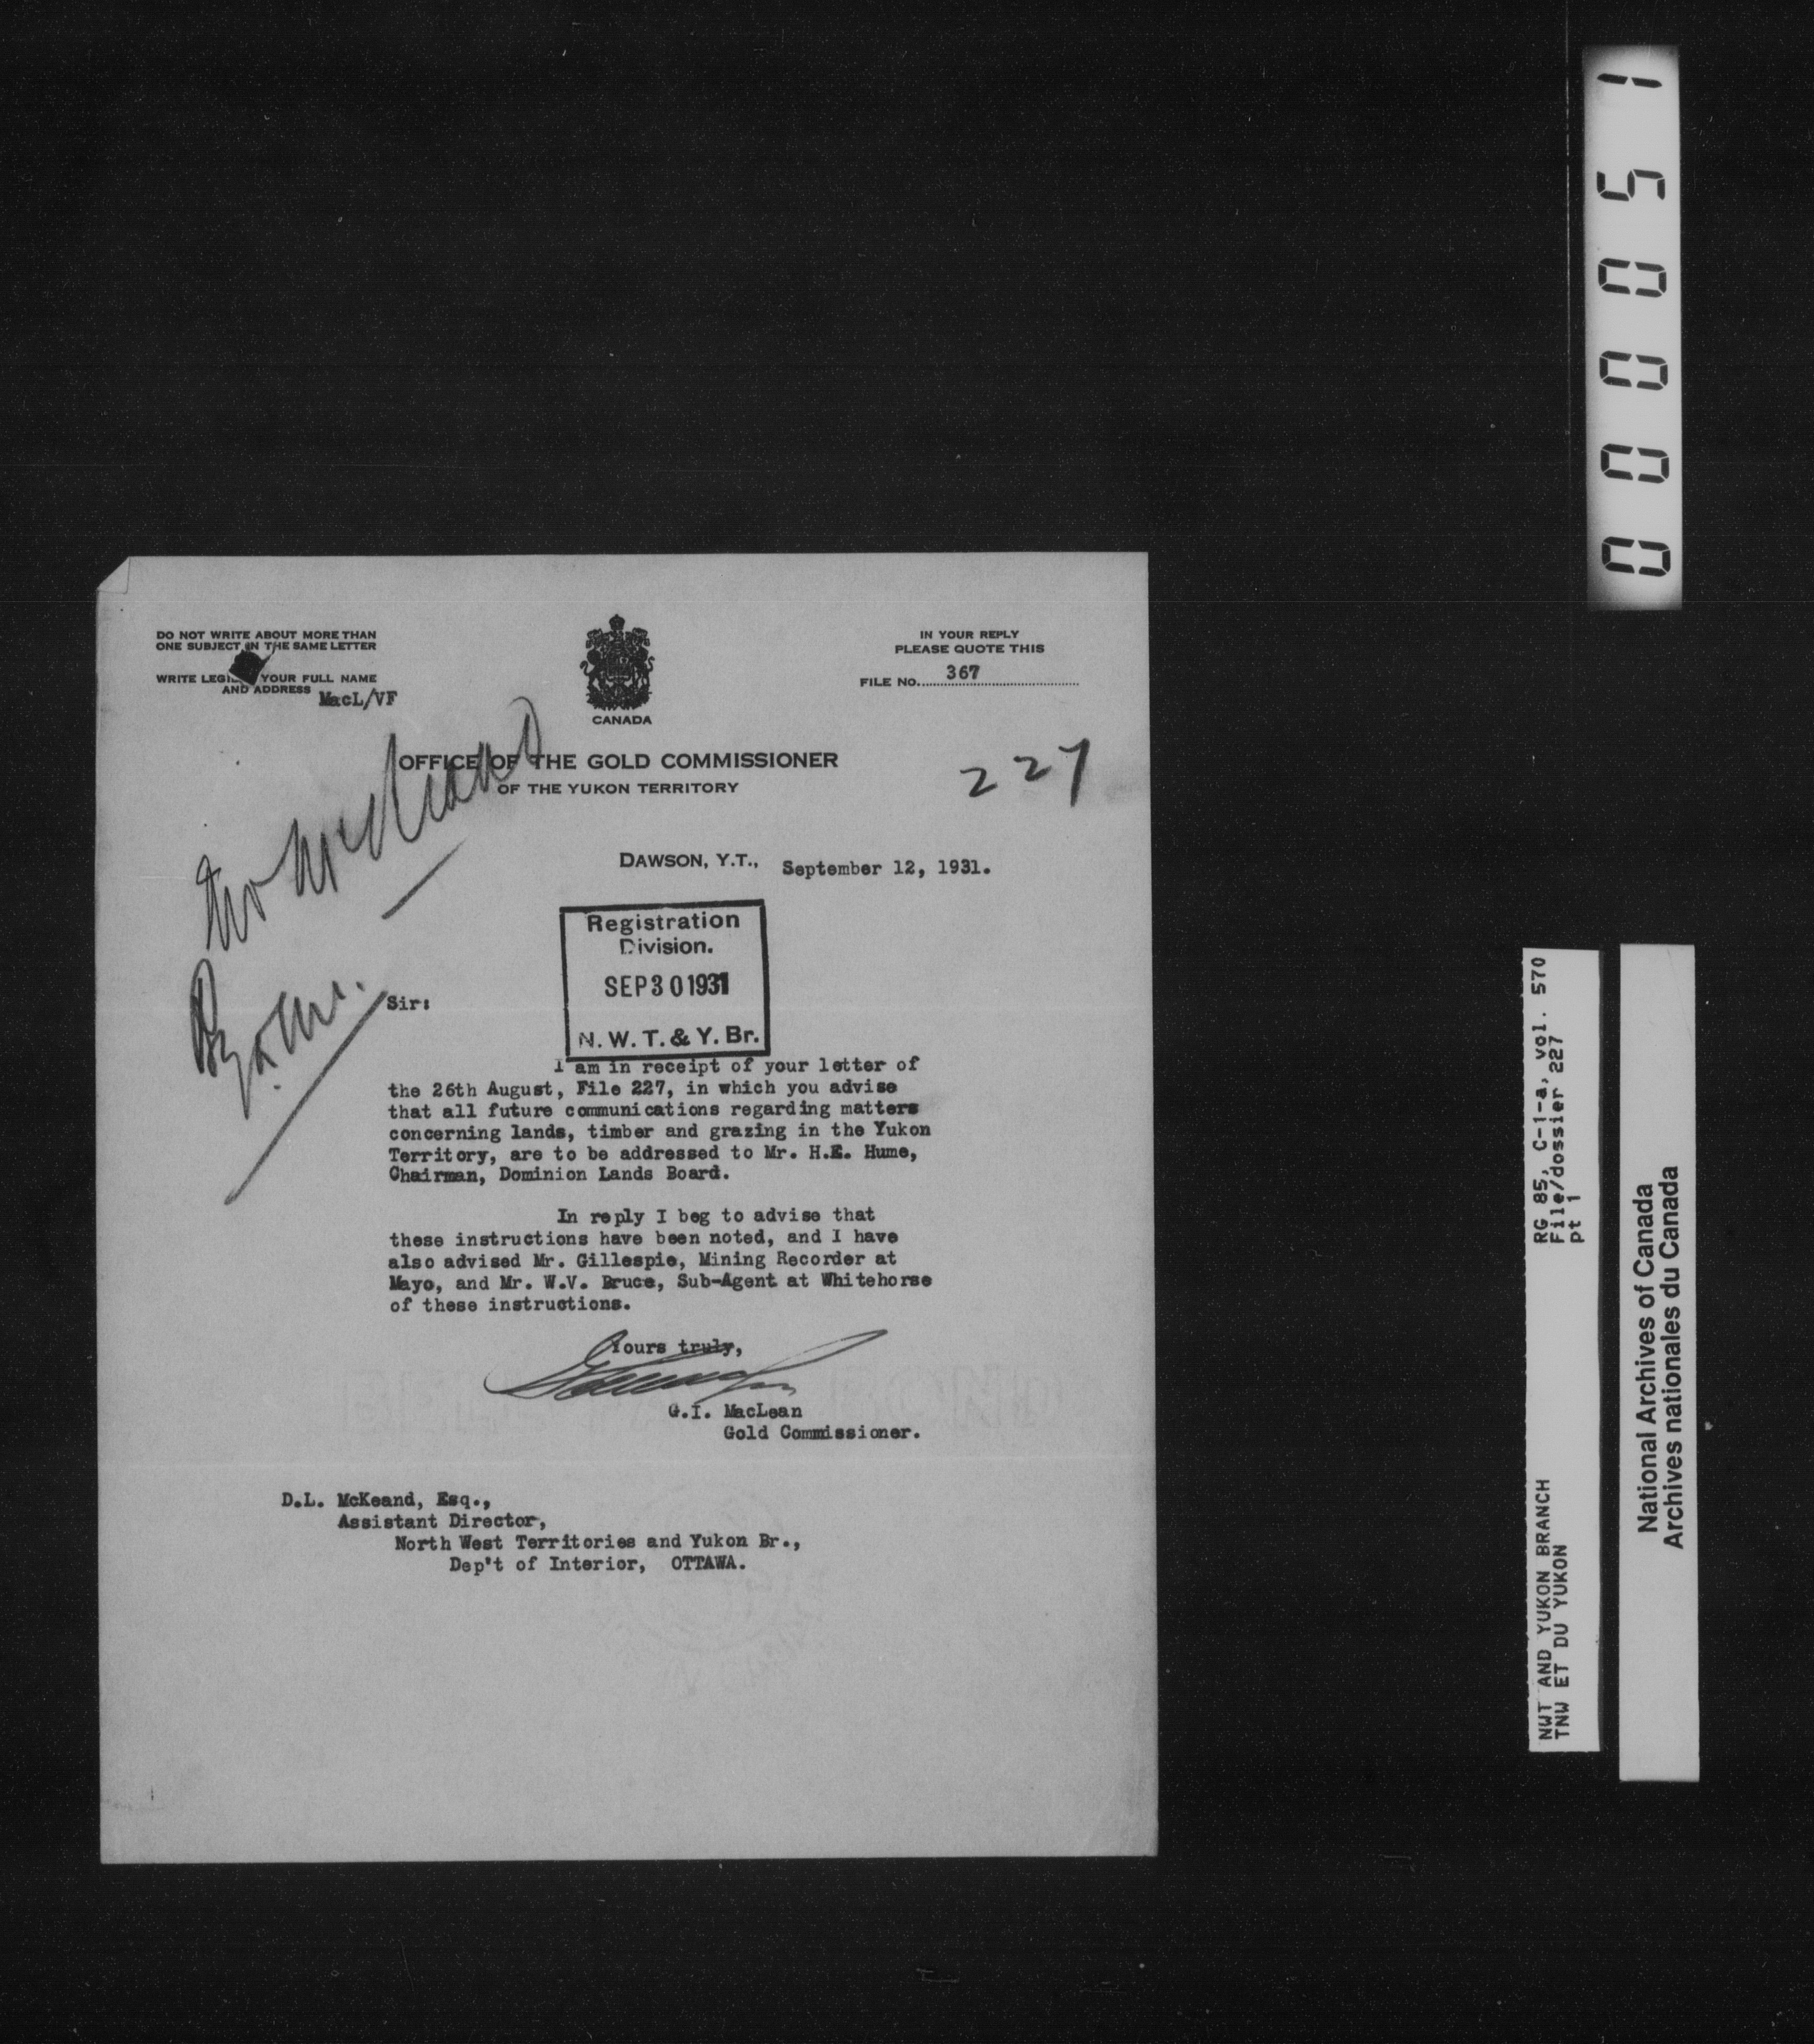 DO NOT WRITE ABOUT MORE THAN
ONE SUBJECT IN THE SAME LETTER
WRITE LEGIBLY YOUR FULL NAME
AND ADDRESS
MacL/VF
CANADA
IN YOUR REPLY
PLEASE QUOTE THIS
FILE No. 367
OFFICE OF THE GOLD COMMISSIONER
OF THE YUKON TERRITORY
227
Mr McKeand
DAWSON, Y.T., September 12, 1931.
Registration
Division.
SEP 30 1931
N. W. T. & Y. Br.
Sir:
I am in receipt of your letter of
the 26th August, File 227, in which you advise
that all future communications regarding matters
concerning lands, timber and grazing in the Yukon
Territory, are to be addressed to Mr. H.E. Hume,
Chairman, Dominion Lands Board.
In reply I beg to advise that
these instructions have been noted, and I have
also advised Mr. Gillespie, Mining Recorder at
Mayo, and Mr. W.V. Bruce, Sub-Agent at Whitehorse
of these instructions.
Yours truly,
G.I. MacLean
Gold Commissioner.
D.L. McKeand, Esq.,
Assistant Director,
North West Territories and Yukon Br.,
Dep't of Interior, OTTAWA.
000051
RG 85, C-1-a, vol. 570
File/dossier 227
pt 1
NWT AND YUKON BRANCH
TNW ET DU YUKON
National Archives of Canada
Archives nationales du Canada